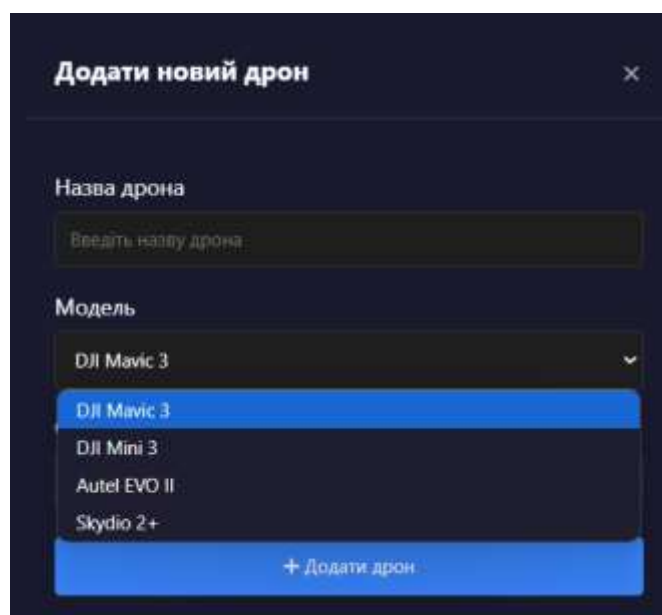 Додати новий дрон
×
Назва дрона
Введіть назву дрона
Модель
DJI Mavic 3
DJI Mavic 3
DJI Mini 3
Autel EVO II
Skydio 2+
+ Додати дрон